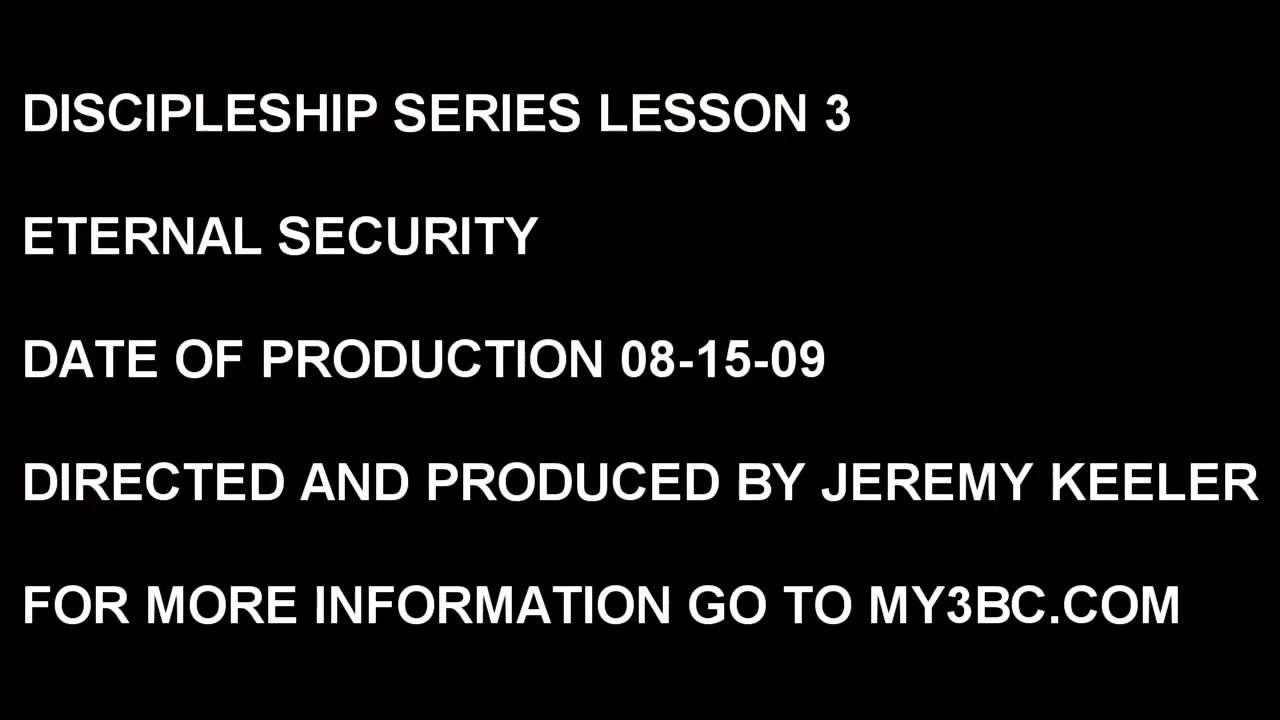 DISCIPLESHIP SERIES LESSON 3
ETERNAL SECURITY
DATE OF PRODUCTION 08-15-09
DIRECTED AND PRODUCED BY JEREMY KEELER
FOR MORE INFORMATION GO TO MY3BC.COM